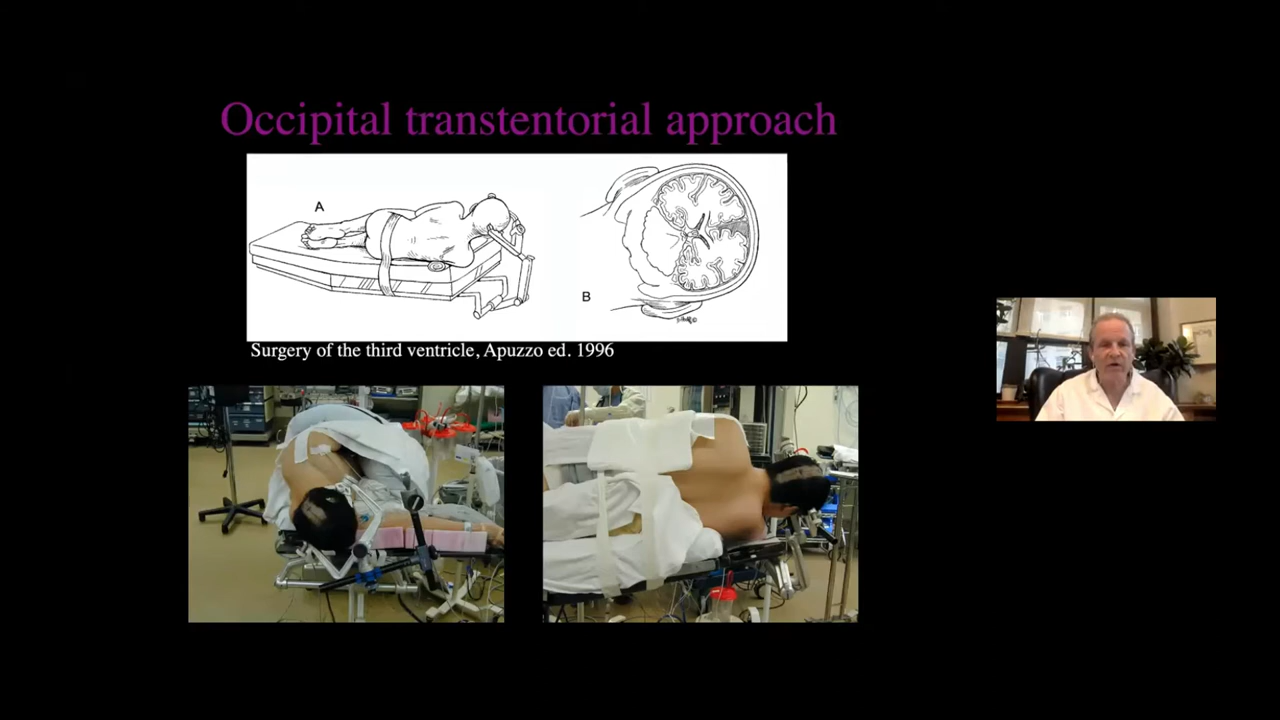 Occipital transtentorial approach
A
B
Surgery of the third ventricle, Apuzzo ed. 1996